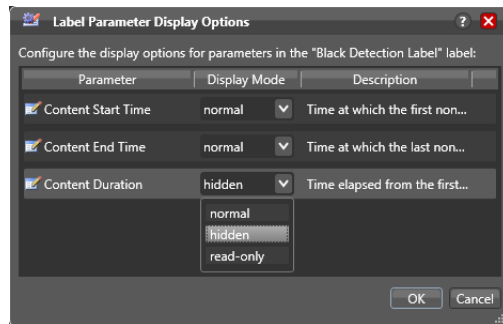 Label Parameter Display Options ?
Configure the display options for parameters in the "Black Detection Label" label:
Parameter Display Mode Description
Content Start Time normal Time at which the first non...
Content End Time normal Time at which the last non...
Content Duration hidden Time elapsed from the first...
normal
hidden
read-only
OK Cancel